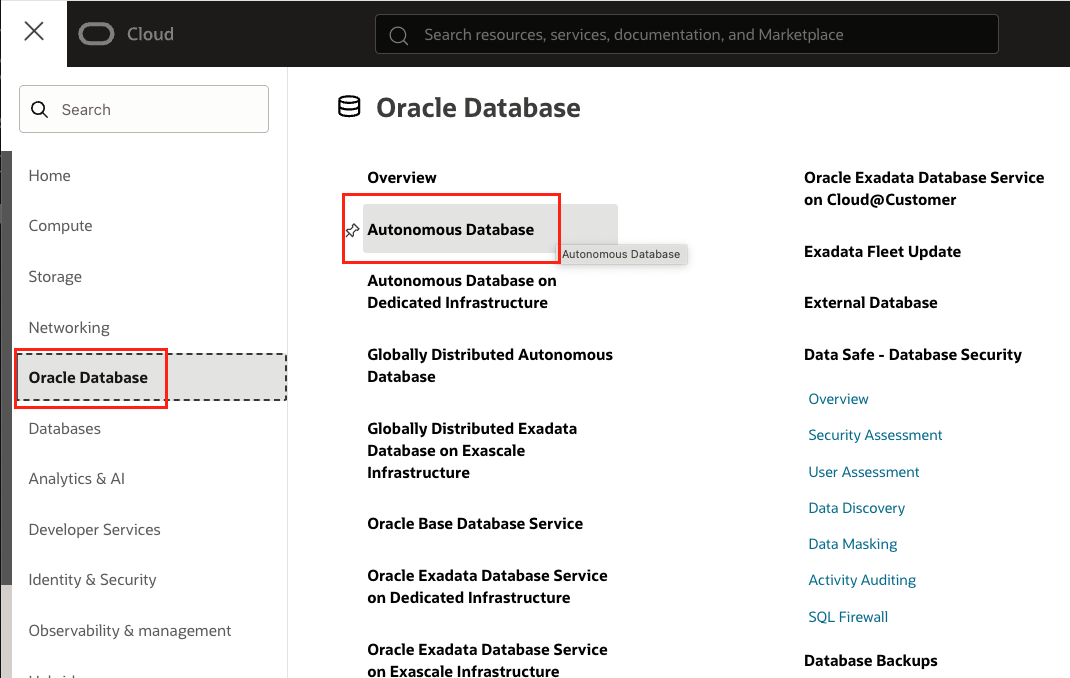 Cloud
Search resources, services, documentation, and Marketplace
Search
Home
Compute
Storage
Networking
Oracle Database
Databases
Analytics & AI
Developer Services
Identity & Security
Observability & management
Oracle Database
Overview
Autonomous Database
Autonomous Database
Autonomous Database on
Dedicated Infrastructure
Globally Distributed Autonomous
Database
Globally Distributed Exadata
Database on Exascale
Infrastructure
Oracle Base Database Service
Oracle Exadata Database Service
on Dedicated Infrastructure
Oracle Exadata Database Service
on Exascale Infrastructure
Oracle Exadata Database Service
on Cloud@Customer
Exadata Fleet Update
External Database
Data Safe - Database Security
Overview
Security Assessment
User Assessment
Data Discovery
Data Masking
Activity Auditing
SQL Firewall
Database Backups